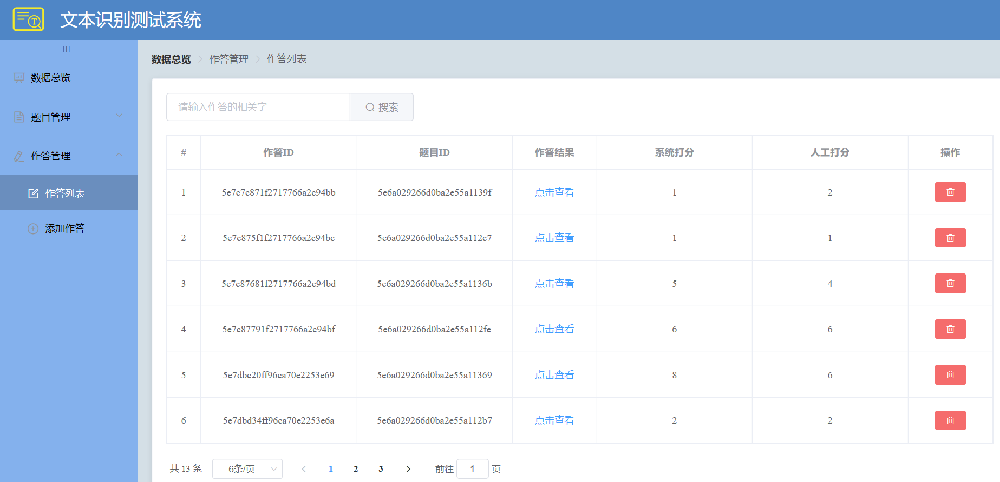 文本识别测试系统
数据总览
题目管理
作答管理
作答列表
添加作答
数据总览 作答管理 作答列表
请输入作答的相关字 搜索
# 作答ID 题目ID 作答结果 系统打分 人工打分 操作
1 5e7c7c871f2717766a2c94bb 5e6a029266d0ba2e55a1139f 点击查看 1 2
2 5e7c875f1f2717766a2c94bc 5e6a029266d0ba2e55a112c7 点击查看 1 1
3 5e7c87681f2717766a2c94bd 5e6a029266d0ba2e55a1136b 点击查看 5 4
4 5e7c87791f2717766a2c94bf 5e6a029266d0ba2e55a112fe 点击查看 6 6
5 5e7dbc20ff96ca70e2253e69 5e6a029266d0ba2e55a11369 点击查看 8 6
6 5e7dbd34ff96ca70e2253e6a 5e6a029266d0ba2e55a112b7 点击查看 2 2
共 13 条 6条/页 1 2 3 前往 1 页